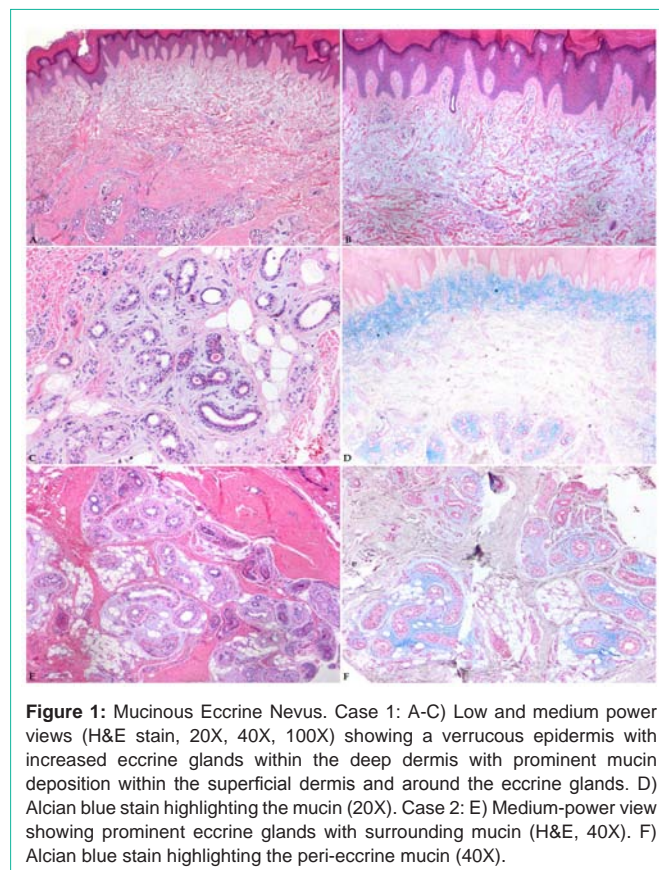 A
B
C
D
E
F
Figure 1: Mucinous Eccrine Nevus. Case 1: A-C) Low and medium power
views (H&E stain, 20X, 40X, 100X) showing a verrucous epidermis with
increased eccrine glands within the deep dermis with prominent mucin
deposition within the superficial dermis and around the eccrine glands. D)
Alcian blue stain highlighting the mucin (20X). Case 2: E) Medium-power view
showing prominent eccrine glands with surrounding mucin (H&E, 40X). F)
Alcian blue stain highlighting the peri-eccrine mucin (40X).